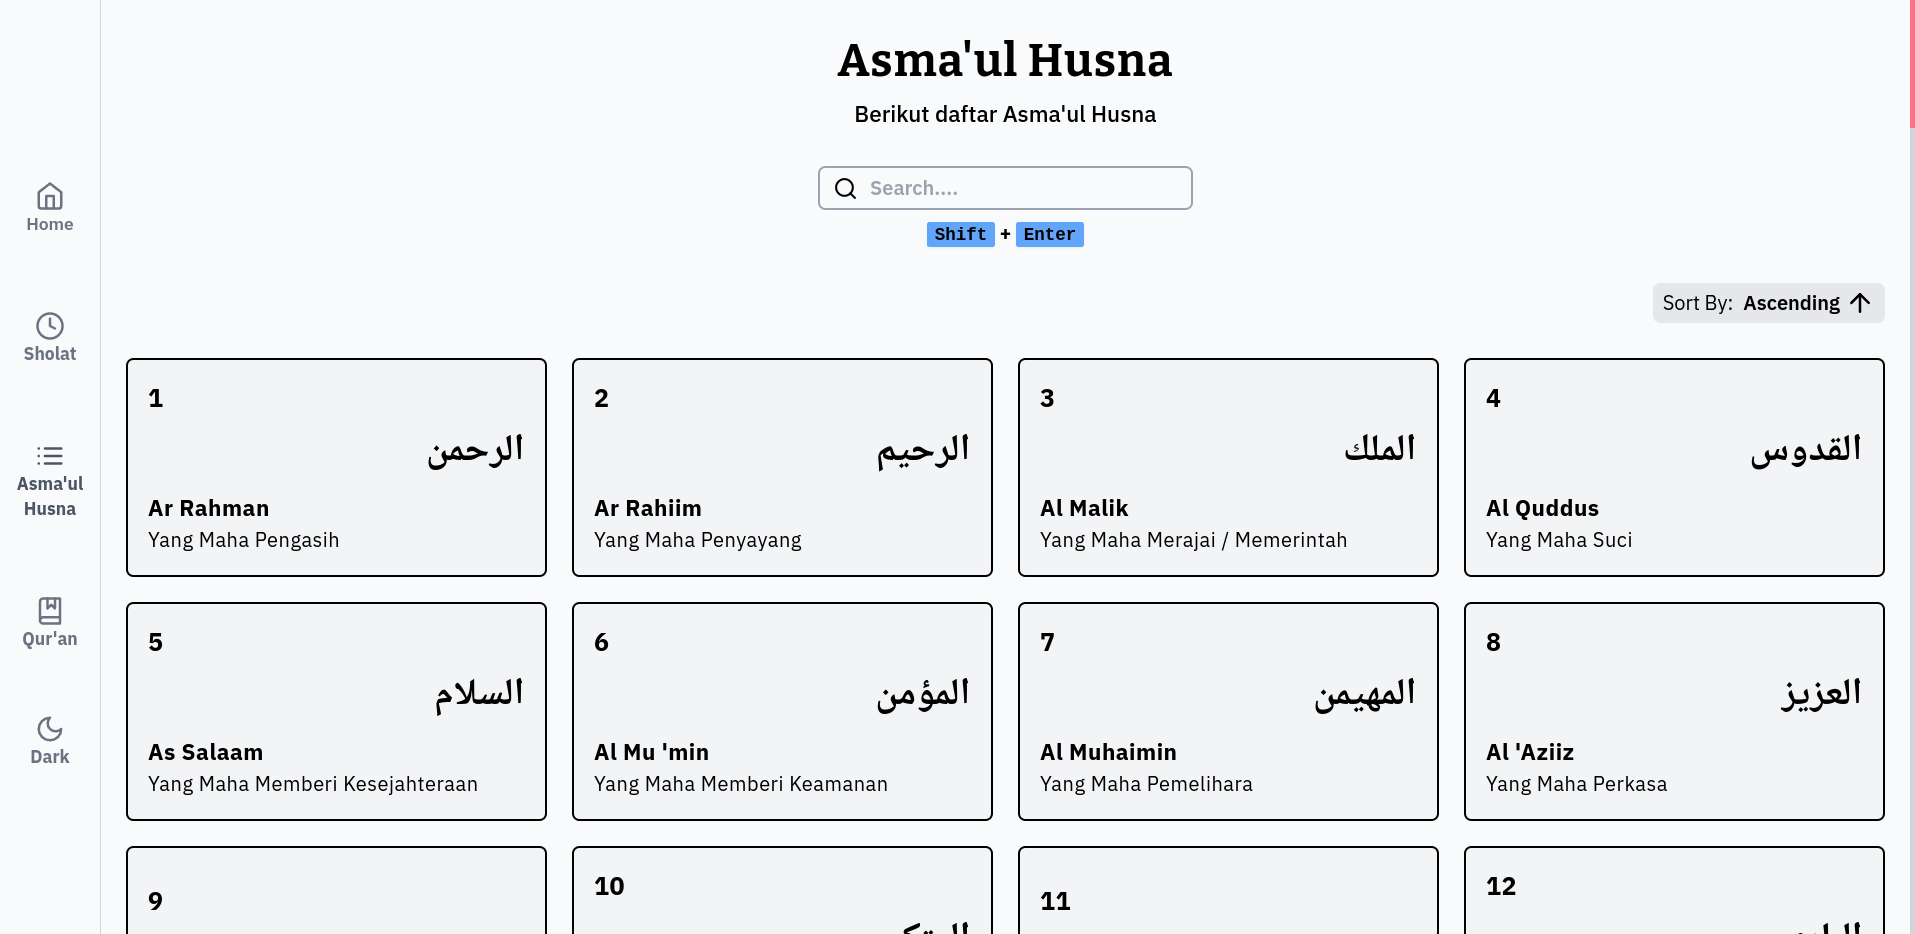 Asma'ul Husna
Berikut daftar Asma'ul Husna
Search....
Shift + Enter
Home
Sholat
Asma'ul
Husna
Qur'an
Dark
Sort By: Ascending
1
الرحمن
Ar Rahman
Yang Maha Pengasih
2
الرحيم
Ar Rahiim
Yang Maha Penyayang
3
الملك
Al Malik
Yang Maha Merajai / Memerintah
4
القدوس
Al Quddus
Yang Maha Suci
5
السلام
As Salaam
Yang Maha Memberi Kesejahteraan
6
المؤمن
Al Mu 'min
Yang Maha Memberi Keamanan
7
المهيمن
Al Muhaimin
Yang Maha Pemelihara
8
العزيز
Al 'Aziiz
Yang Maha Perkasa
9
10
11
12